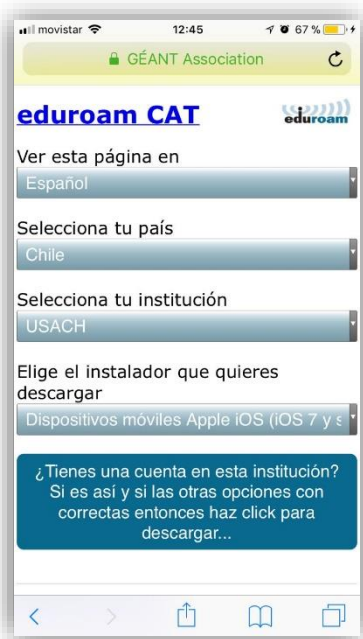 movistar 12:45 67 %
GÉANT Association
eduroam CAT eduroam
Ver esta página en
Español
Selecciona tu país
Chile
Selecciona tu institución
USACH
Elige el instalador que quieres
descargar
Dispositivos móviles Apple iOS (iOS 7 y s
¿Tienes una cuenta en esta institución?
Si es así y si las otras opciones con
correctas entonces haz click para
descargar...